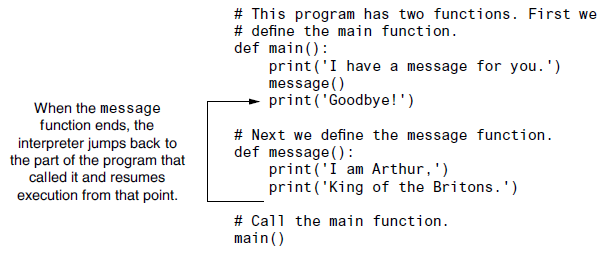 # This program has two functions. First we
# define the main function.
def main():
    print('I have a message for you.')
    message()
    print('Goodbye!')
When the message
function ends, the
interpreter jumps back to
the part of the program that
called it and resumes
execution from that point.
# Next we define the message function.
def message():
    print('I am Arthur,')
    print('King of the Britons.')
# Call the main function.
main()